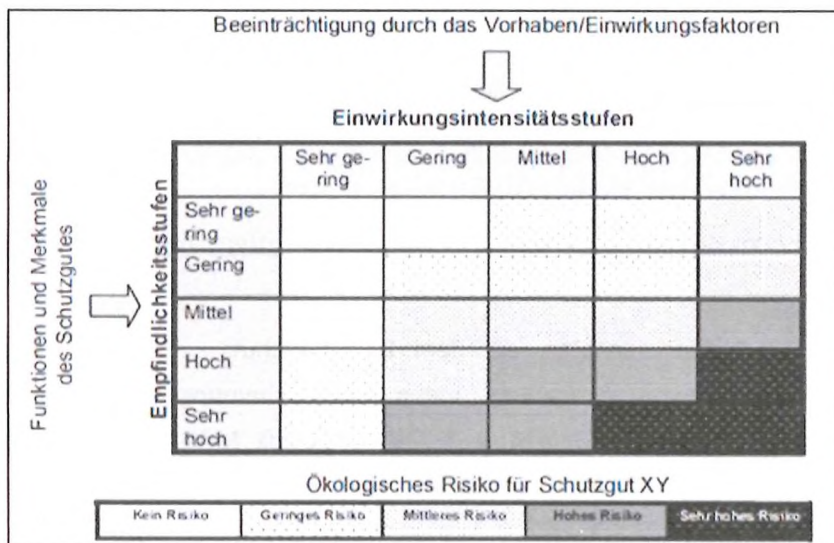 Beeinträchtigung durch das Vorhaben/Einwirkungsfaktoren
Einwirkungsintensitätsstufen
Funktionen und Merkmale
des Schutzgutes
Empfindlichkeitsstufen
Sehr ge-
ring
Gering
Mittel
Hoch
Sehr
hoch
Sehr ge-
ring
Gering
Mittel
Hoch
Sehr
hoch
Ökologisches Risiko für Schutzgut XY
Kein Risiko
Geringes Risiko
Mittleres Risiko
Hohes Risiko
Sehr hohes Risiko